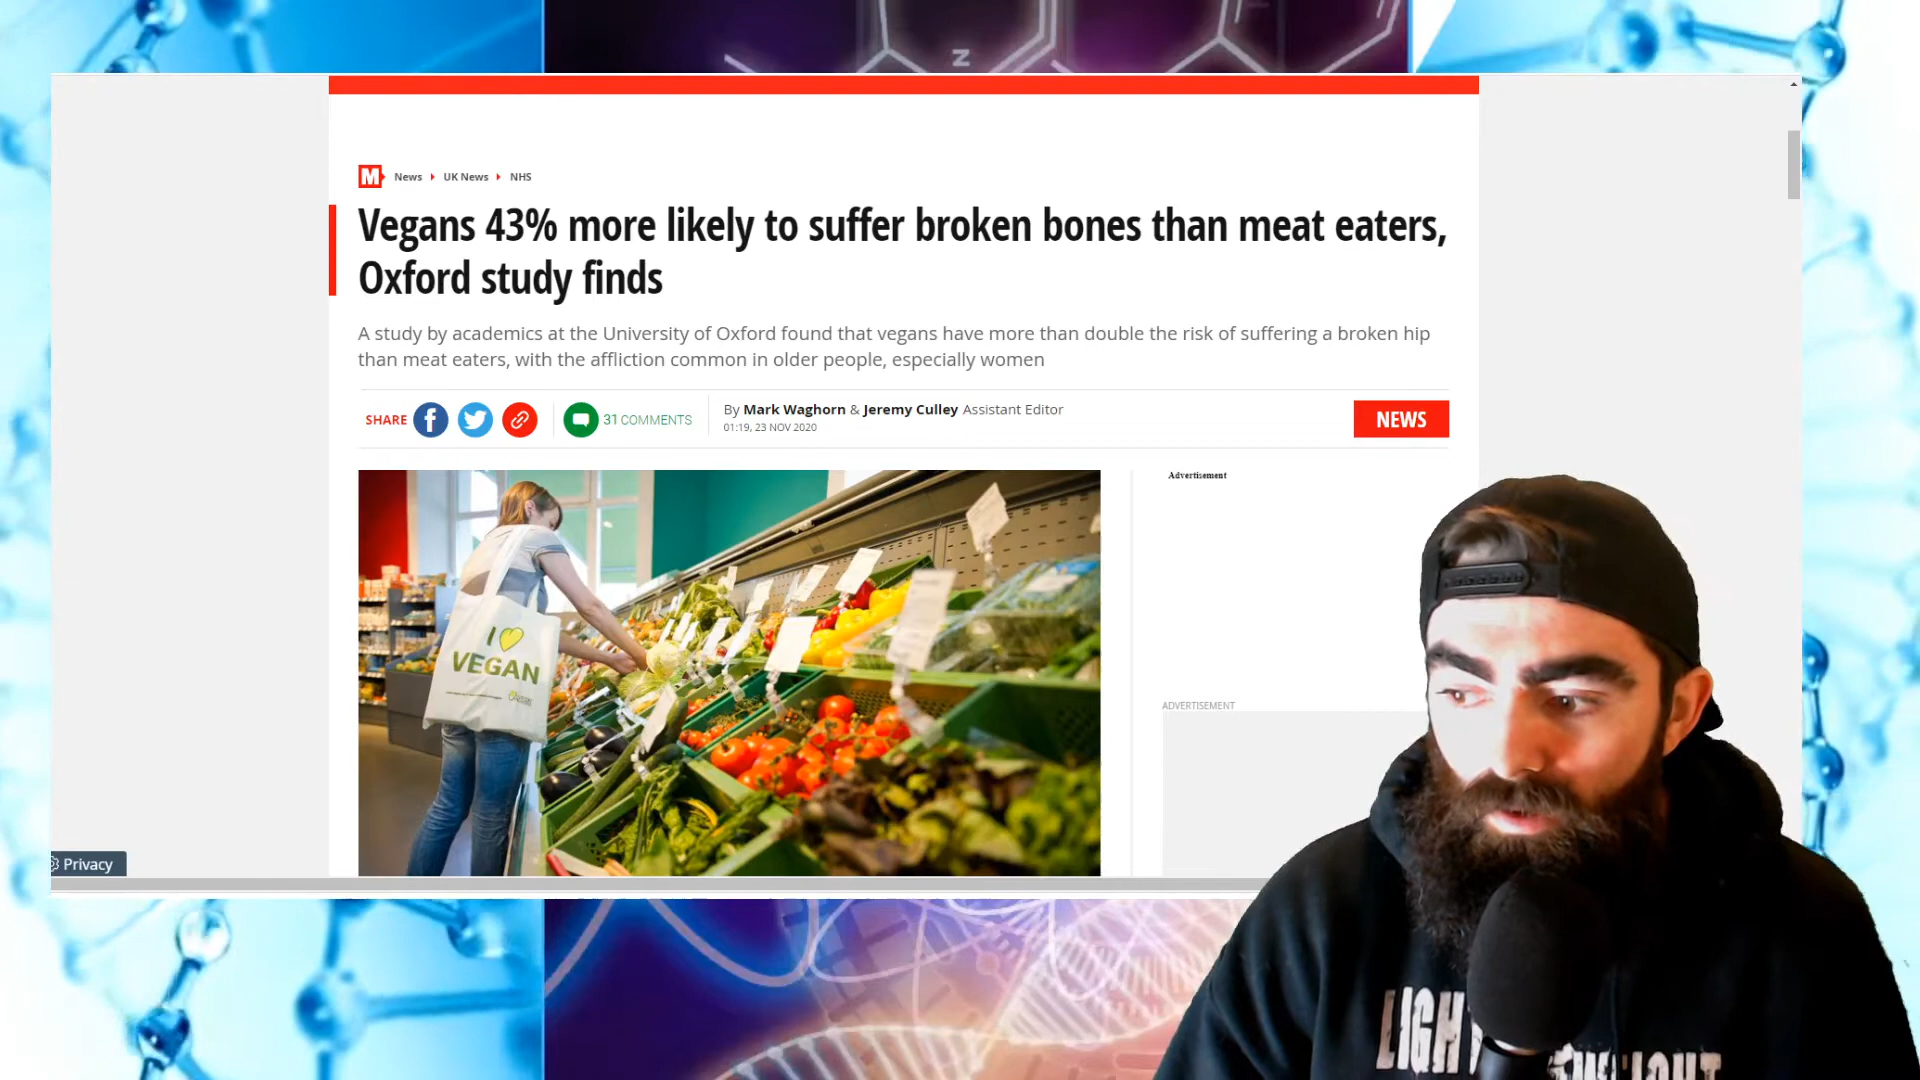 Z
M News UK News NHS
Vegans 43% more likely to suffer broken bones than meat eaters,
Oxford study finds
A study by academics at the University of Oxford found that vegans have more than double the risk of suffering a broken hip
than meat eaters, with the affliction common in older people, especially women
SHARE 31 COMMENTS By Mark Waghorn & Jeremy Culley Assistant Editor NEWS
01:19, 23 NOV 2020
Advertisement
I
VEGAN
ADVERTISEMENT
Privacy